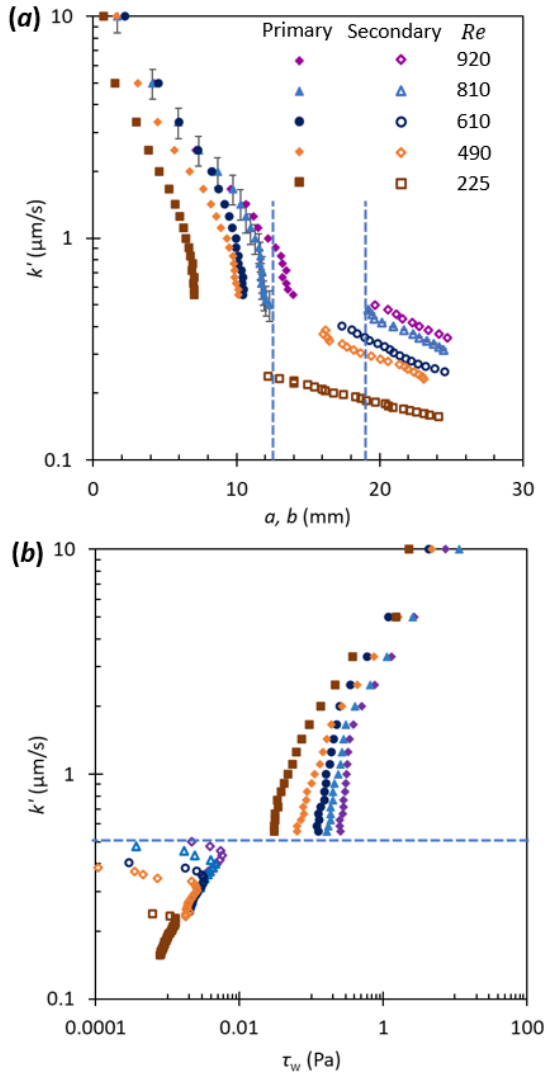 (a)
Primary Secondary Re
920
810
610
490
225
10
1
0.1
k' (μm/s)
0 10 20 30
a, b (mm)
(b)
10
1
0.1
k' (μm/s)
0.0001 0.01 1 100
τw (Pa)